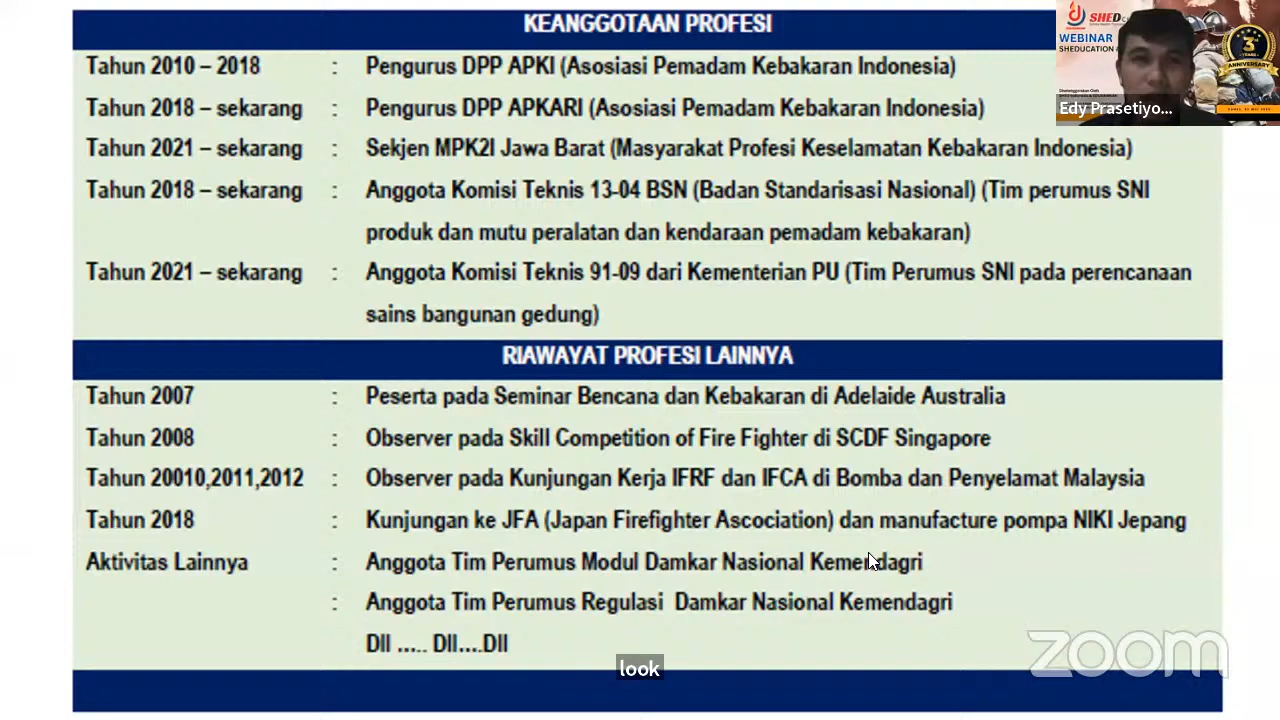 KEANGGOTAAN PROFESI
Tahun 2010 – 2018 : Pengurus DPP APKI (Asosiasi Pemadam Kebakaran Indonesia)
Tahun 2018 – sekarang : Pengurus DPP APKARI (Asosiasi Pemadam Kebakaran Indonesia)
Tahun 2021 – sekarang : Sekjen MPK2I Jawa Barat (Masyarakat Profesi Keselamatan Kebakaran Indonesia)
Tahun 2018 – sekarang : Anggota Komisi Teknis 13-04 BSN (Badan Standarisasi Nasional) (Tim perumus SNI
produk dan mutu peralatan dan kendaraan pemadam kebakaran)
Tahun 2021 – sekarang : Anggota Komisi Teknis 91-09 dari Kementerian PU (Tim Perumus SNI pada perencanaan
sains bangunan gedung)
RIAWAYAT PROFESI LAINNYA
Tahun 2007 : Peserta pada Seminar Bencana dan Kebakaran di Adelaide Australia
Tahun 2008 : Observer pada Skill Competition of Fire Fighter di SCDF Singapore
Tahun 20010,2011,2012 : Observer pada Kunjungan Kerja IFRF dan IFCA di Bomba dan Penyelamat Malaysia
Tahun 2018 : Kunjungan ke JFA (Japan Firefighter Ascociation) dan manufacture pompa NIKI Jepang
Aktivitas Lainnya : Anggota Tim Perumus Modul Damkar Nasional Kemendagri
: Anggota Tim Perumus Regulasi Damkar Nasional Kemendagri
Dll ..... Dll....Dll
look
zoom
SHED
WEBINAR
SHEDUCATION
3
YEARS
ANNIVERSARY
Edy Prasetiyo...